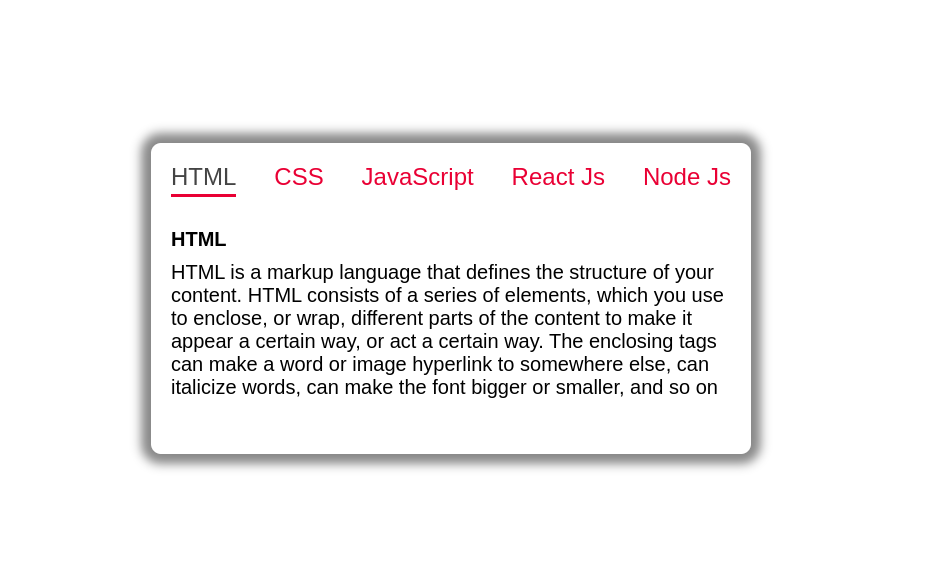 HTML CSS JavaScript React Js Node Js
HTML
HTML is a markup language that defines the structure of your
content. HTML consists of a series of elements, which you use
to enclose, or wrap, different parts of the content to make it
appear a certain way, or act a certain way. The enclosing tags
can make a word or image hyperlink to somewhere else, can
italicize words, can make the font bigger or smaller, and so on